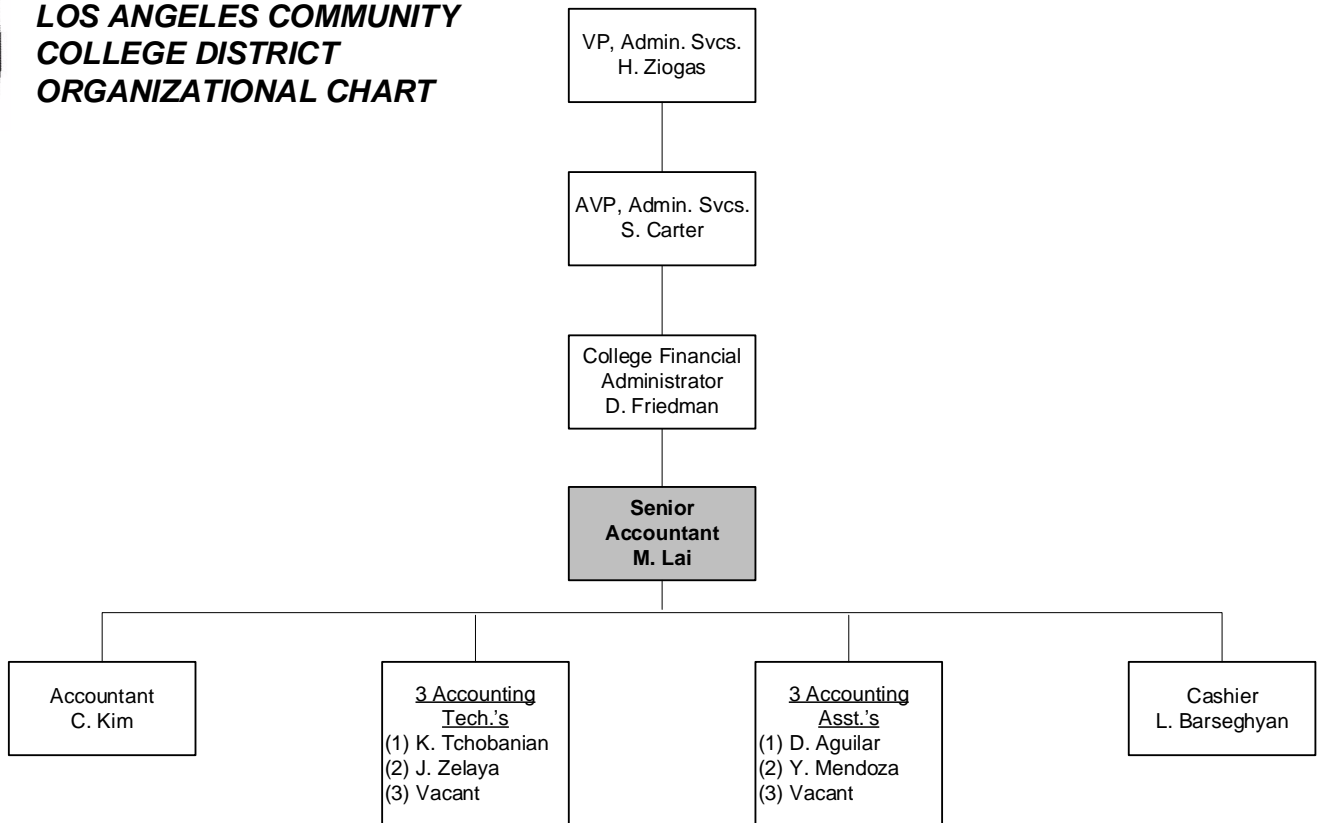 LOS ANGELES COMMUNITY
COLLEGE DISTRICT
ORGANIZATIONAL CHART
VP, Admin. Svcs.
H. Ziogas
AVP, Admin. Svcs.
S. Carter
College Financial
Administrator
D. Friedman
Senior
Accountant
M. Lai
Accountant
C. Kim
3 Accounting
Tech.'s
(1) K. Tchobanian
(2) J. Zelaya
(3) Vacant
3 Accounting
Asst.'s
(1) D. Aguilar
(2) Y. Mendoza
(3) Vacant
Cashier
L. Barseghyan